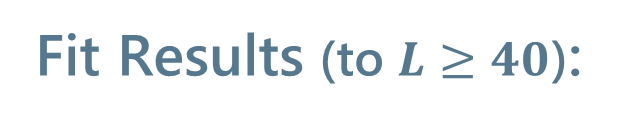 Fit Results (to L ≥ 40):